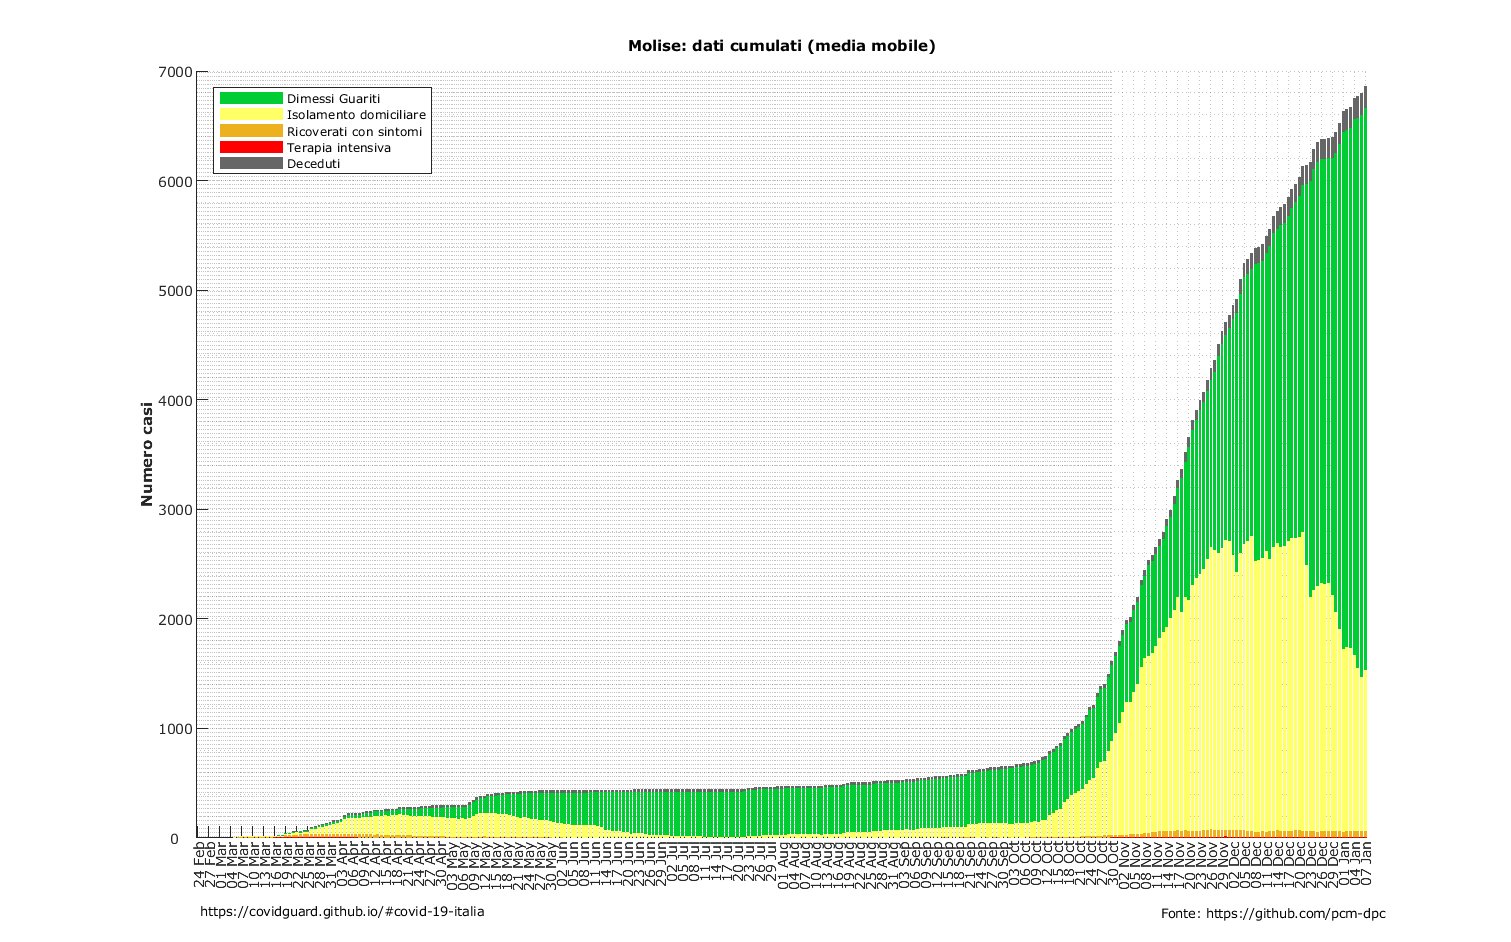 Molise: dati cumulati (media mobile)
Numero casi
7000
6000
5000
4000
3000
2000
1000
0
Dimessi Guariti
Isolamento domiciliare
Ricoverati con sintomi
Terapia intensiva
Deceduti
24 Feb
27 Feb
01 Mar
04 Mar
07 Mar
10 Mar
13 Mar
16 Mar
19 Mar
22 Mar
25 Mar
28 Mar
31 Mar
03 Apr
06 Apr
09 Apr
12 Apr
15 Apr
18 Apr
21 Apr
24 Apr
27 Apr
30 Apr
03 May
06 May
09 May
12 May
15 May
18 May
21 May
24 May
27 May
30 May
02 Jun
05 Jun
08 Jun
11 Jun
14 Jun
17 Jun
20 Jun
23 Jun
26 Jun
29 Jun
02 Jul
05 Jul
08 Jul
11 Jul
14 Jul
17 Jul
20 Jul
23 Jul
26 Jul
29 Jul
01 Aug
04 Aug
07 Aug
10 Aug
13 Aug
16 Aug
19 Aug
22 Aug
25 Aug
28 Aug
31 Aug
03 Sep
06 Sep
09 Sep
12 Sep
15 Sep
18 Sep
21 Sep
24 Sep
27 Sep
30 Sep
03 Oct
06 Oct
09 Oct
12 Oct
15 Oct
18 Oct
21 Oct
24 Oct
27 Oct
30 Oct
02 Nov
05 Nov
08 Nov
11 Nov
14 Nov
17 Nov
20 Nov
23 Nov
26 Nov
29 Nov
02 Dec
05 Dec
08 Dec
11 Dec
14 Dec
17 Dec
20 Dec
23 Dec
26 Dec
29 Dec
01 Jan
04 Jan
07 Jan
https://covidguard.github.io/#covid-19-italia
Fonte: https://github.com/pcm-dpc